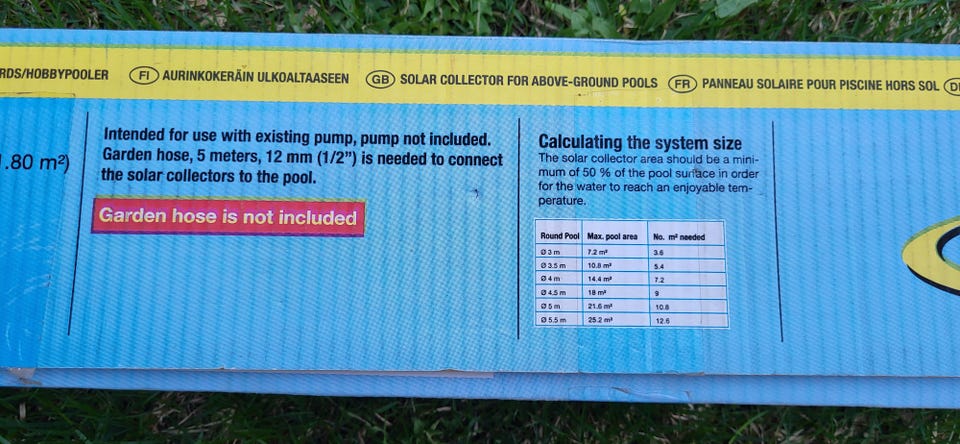 RDS/HOBBYPOOLER FI AURINKOKERÄIN ULKOALTAASEEN GB SOLAR COLLECTOR FOR ABOVE-GROUND POOLS FR PANNEAU SOLAIRE POUR PISCINE HORS SOL
.80 m²)
Intended for use with existing pump, pump not included.
Garden hose, 5 meters, 12 mm (1/2”) is needed to connect
the solar collectors to the pool.
Garden hose is not included
Calculating the system size
The solar collector area should be a mini-
mum of 50 % of the pool surface in order
for the water to reach an enjoyable tem-
perature.
Round Pool Max. pool area No. m² needed
Ø 3 m 7.2 m² 3.6
Ø 3.5 m 10.8 m² 5.4
Ø 4 m 14.4 m² 7.2
Ø 4.5 m 18 m² 9
Ø 5 m 21.6 m² 10.8
Ø 5.5 m 25.2 m² 12.6